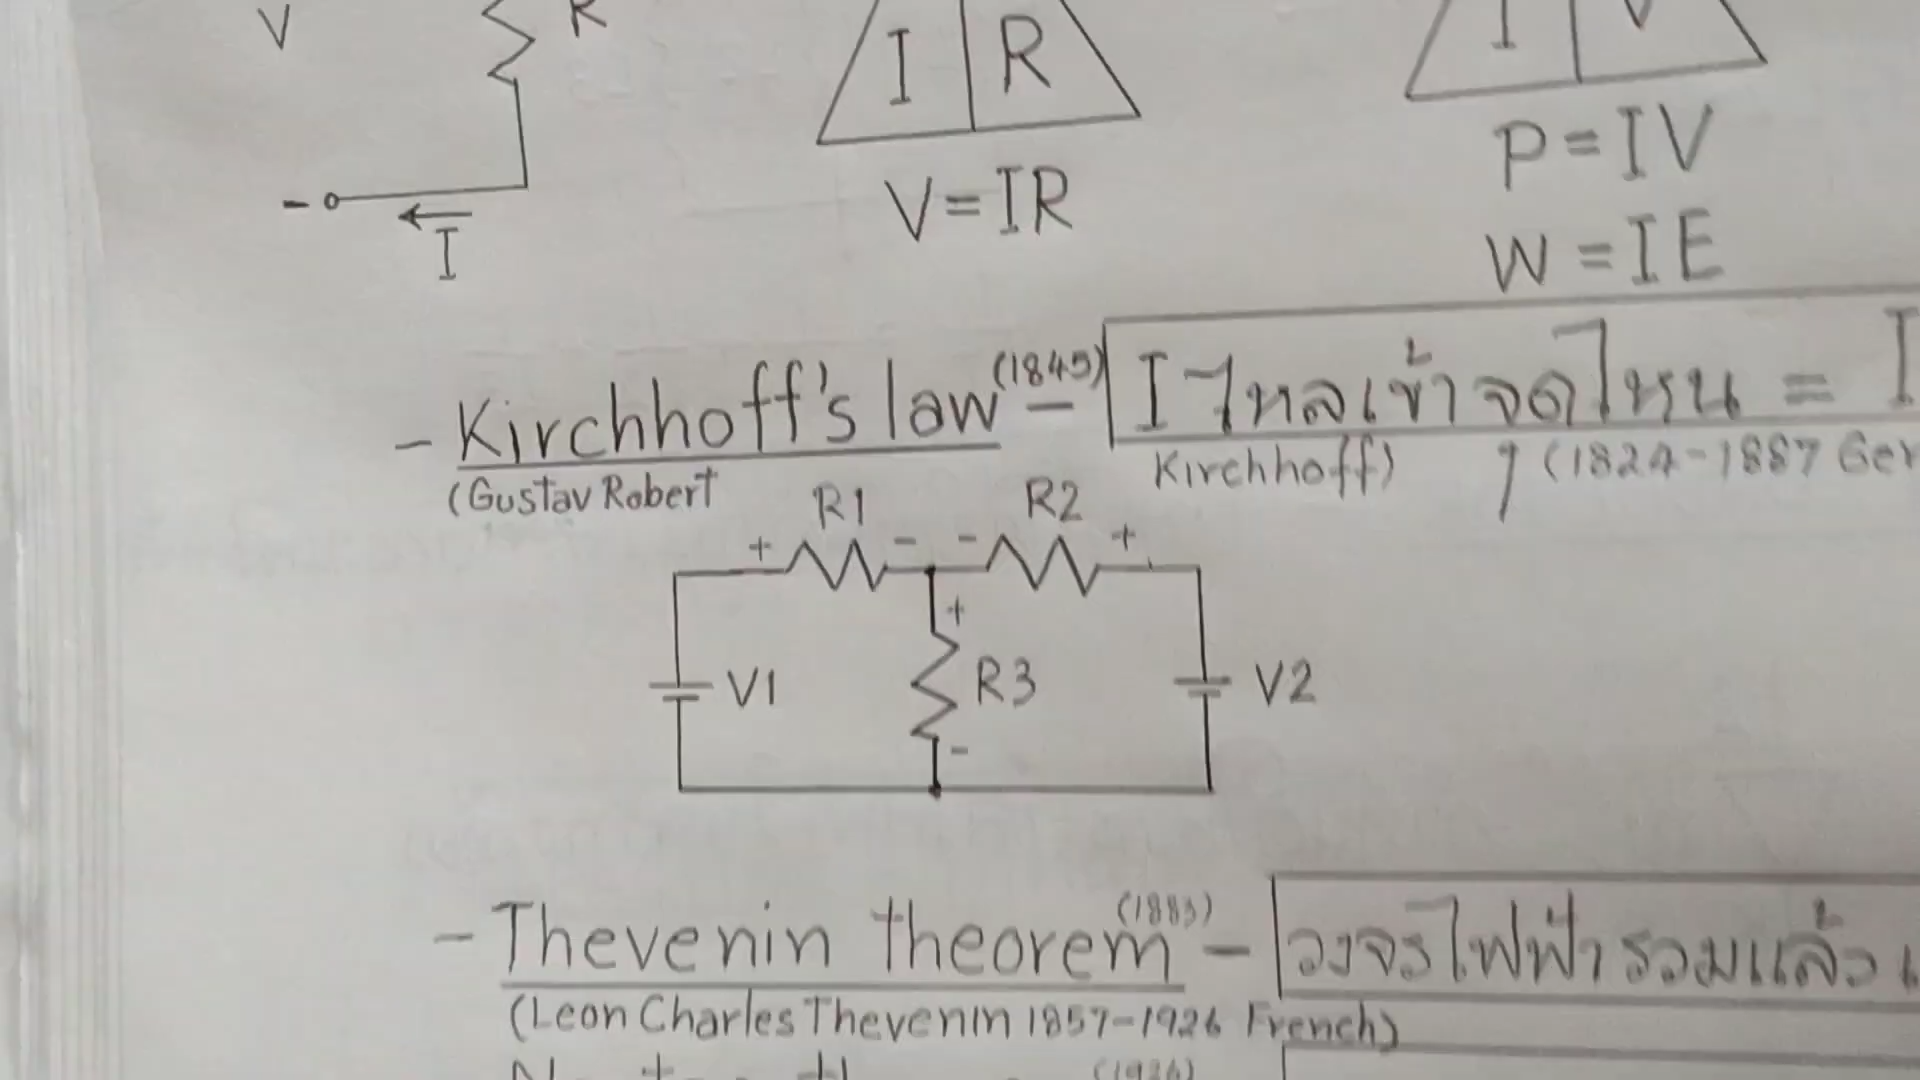 V R
I R
I V
V = IR
P = IV
- I
W = IE
- Kirchhoff's law (1845) - I ไหลเข้าจุดไหน = I
(Gustav Robert Kirchhoff) (1824-1887 Ger
R1 R2
+ - - +
+
V1 R3 V2
-
- Thevenin theorem (1883) - วงจรไฟฟ้ารวมแล้ว
(Leon Charles Thevenin 1857-1926 French)